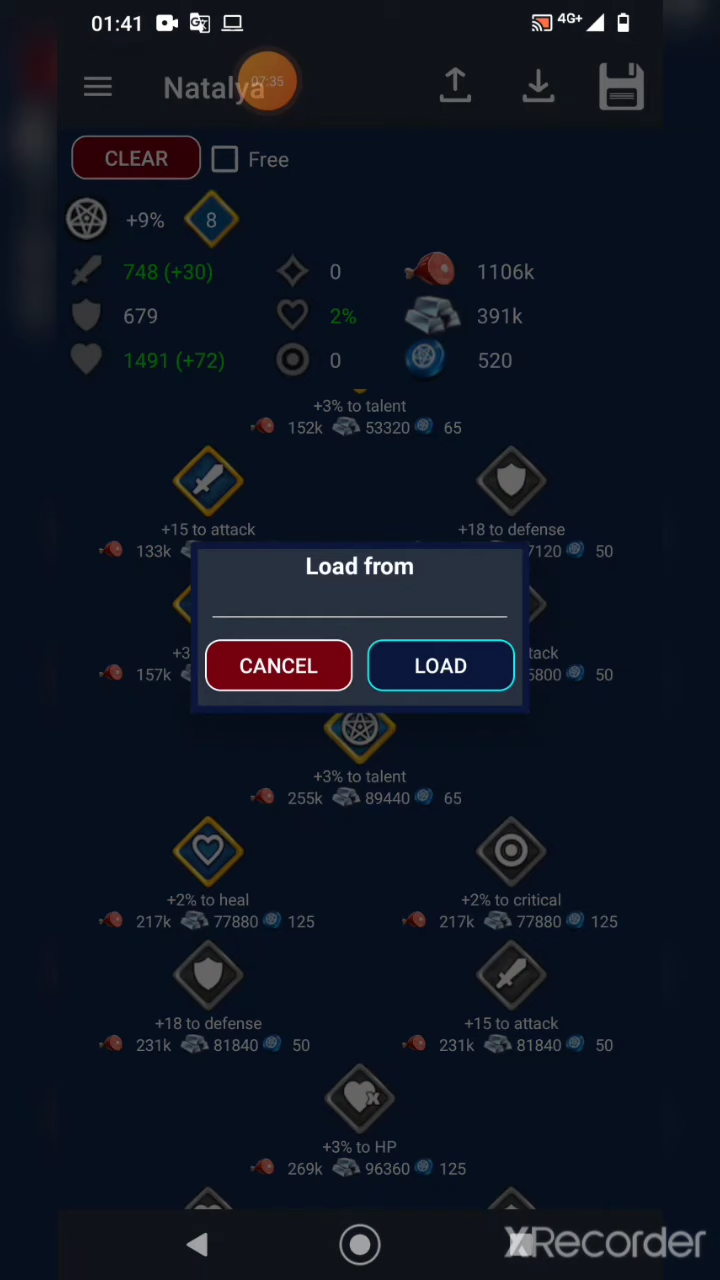 01:41 4G+
Natalya 07:35
CLEAR Free
+9% 8
748 (+30) 0 1106k
679 2% 391k
1491 (+72) 0 520
+3% to talent
152k 53320 65
+15 to attack +18 to defense
133k 7120 50
Load from
+3 tack
157k 5800 50
CANCEL LOAD
+3% to talent
255k 89440 65
+2% to heal +2% to critical
217k 77880 125 217k 77880 125
+18 to defense +15 to attack
231k 81840 50 231k 81840 50
+3% to HP
269k 96360 125
XRecorder